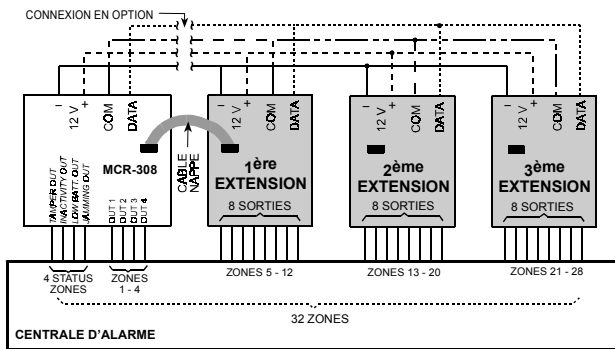 CONNEXION EN OPTION
– 12 V +
COM
DATA
– 12 V +
COM
DATA
– 12 V +
COM
DATA
– 12 V +
COM
DATA
MCR-308
CABLE NAPPE
1ère
EXTENSION
8 SORTIES
2ème
EXTENSION
8 SORTIES
3ème
EXTENSION
8 SORTIES
TAMPER OUT
INACTIVITY OUT
LOW BATT. OUT
JAMMING OUT
OUT 1
OUT 2
OUT 3
OUT 4
4 STATUS
ZONES
ZONES
1 - 4
ZONES 5 - 12
ZONES 13 - 20
ZONES 21 - 28
32 ZONES
CENTRALE D'ALARME